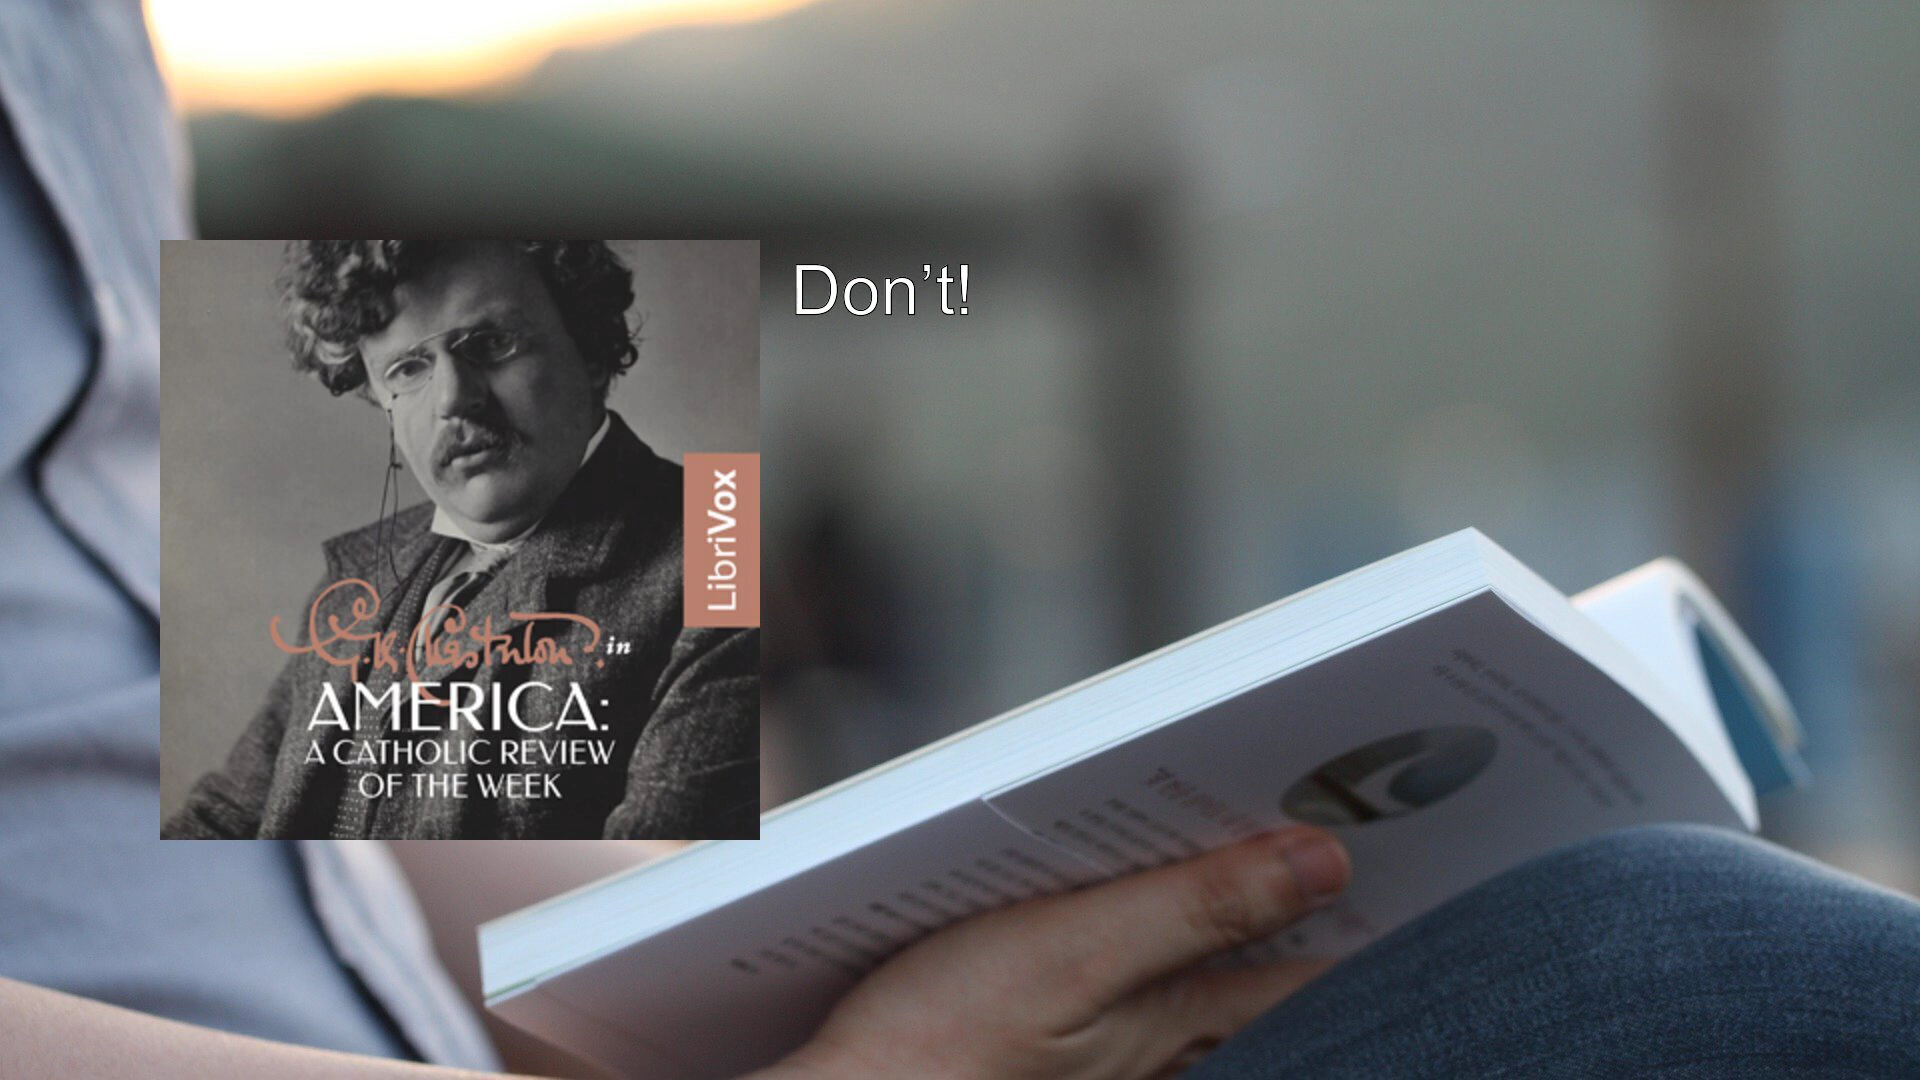 Don't!
LibriVox
G.K. Chesterton in
AMERICA:
A CATHOLIC REVIEW
OF THE WEEK